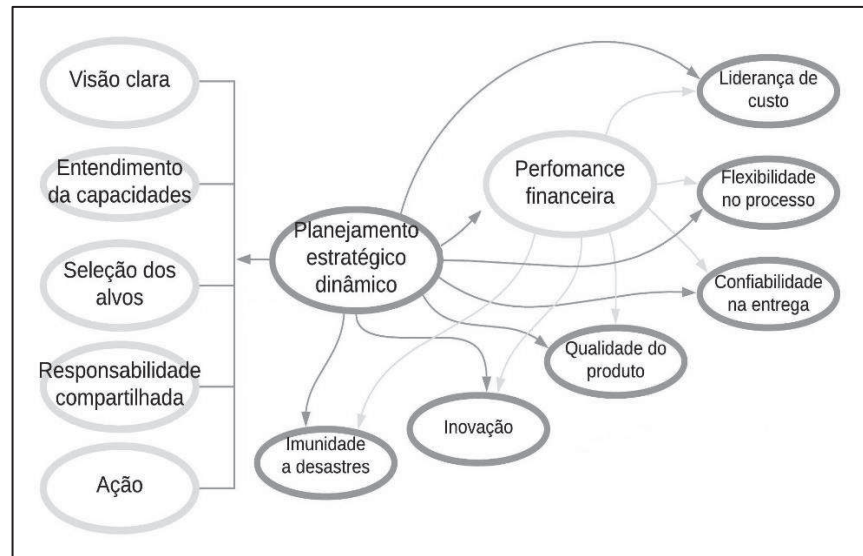 Visão clara
Entendimento
da capacidades
Seleção dos
alvos
Responsabilidade
compartilhada
Ação
Planejamento
estratégico
dinâmico
Perfomance
financeira
Liderança de
custo
Flexibilidade
no processo
Confiabilidade
na entrega
Qualidade do
produto
Inovação
Imunidade
a desastres